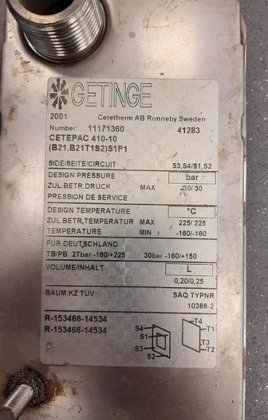 GETINGE
2001 Cetetherm AB Ronneby Sweden
Number: 11171360 41283
CETEPAC 410-10
(B21,B21T1S2)S1P1
SIDE/SEITE/CIRCUIT S3,S4/S1,S2
DESIGN PRESSURE bar
ZUL.BETR.DRUCK MAX 30/30
PRESSION DE SERVICE
DESIGN TEMPERATURE °C
ZUL.BETR,TEMPERATUR MAX 225/225
TEMPERATURE MIN -160/-160
FÜR DEUTSCHLAND
TB/PB 27bar -160/+225 30bar -160/+150
VOLUME/INHALT L
0,20/0,25
BAUM.KZ TUV SAQ TYPNR
10388-2
R-153466-14534
R-153466-14534
S4 T4
S1 T1
S3 T3
S2 T2